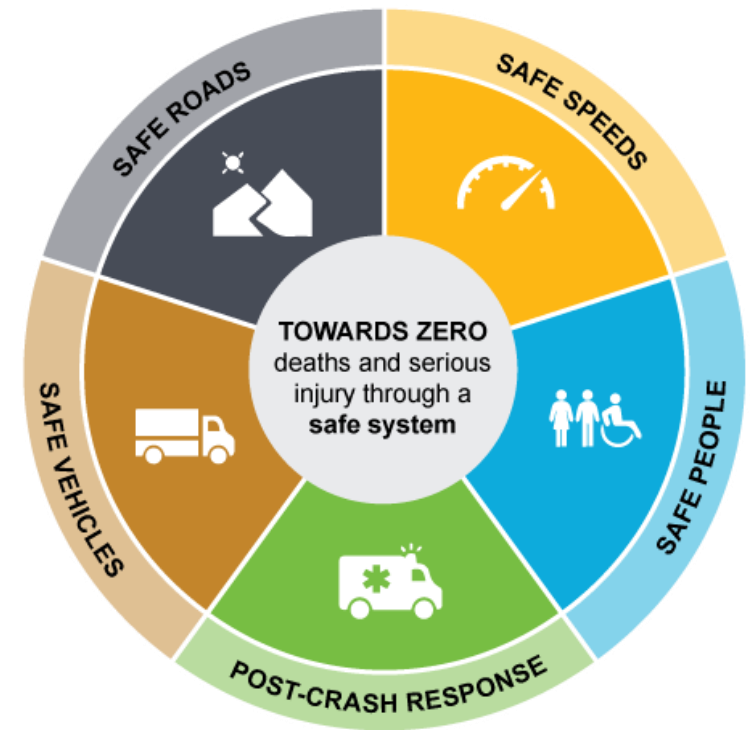 SAFE ROADS
SAFE SPEEDS
TOWARDS ZERO
deaths and serious
injury through a
safe system
SAFE VEHICLES
SAFE PEOPLE
POST-CRASH RESPONSE